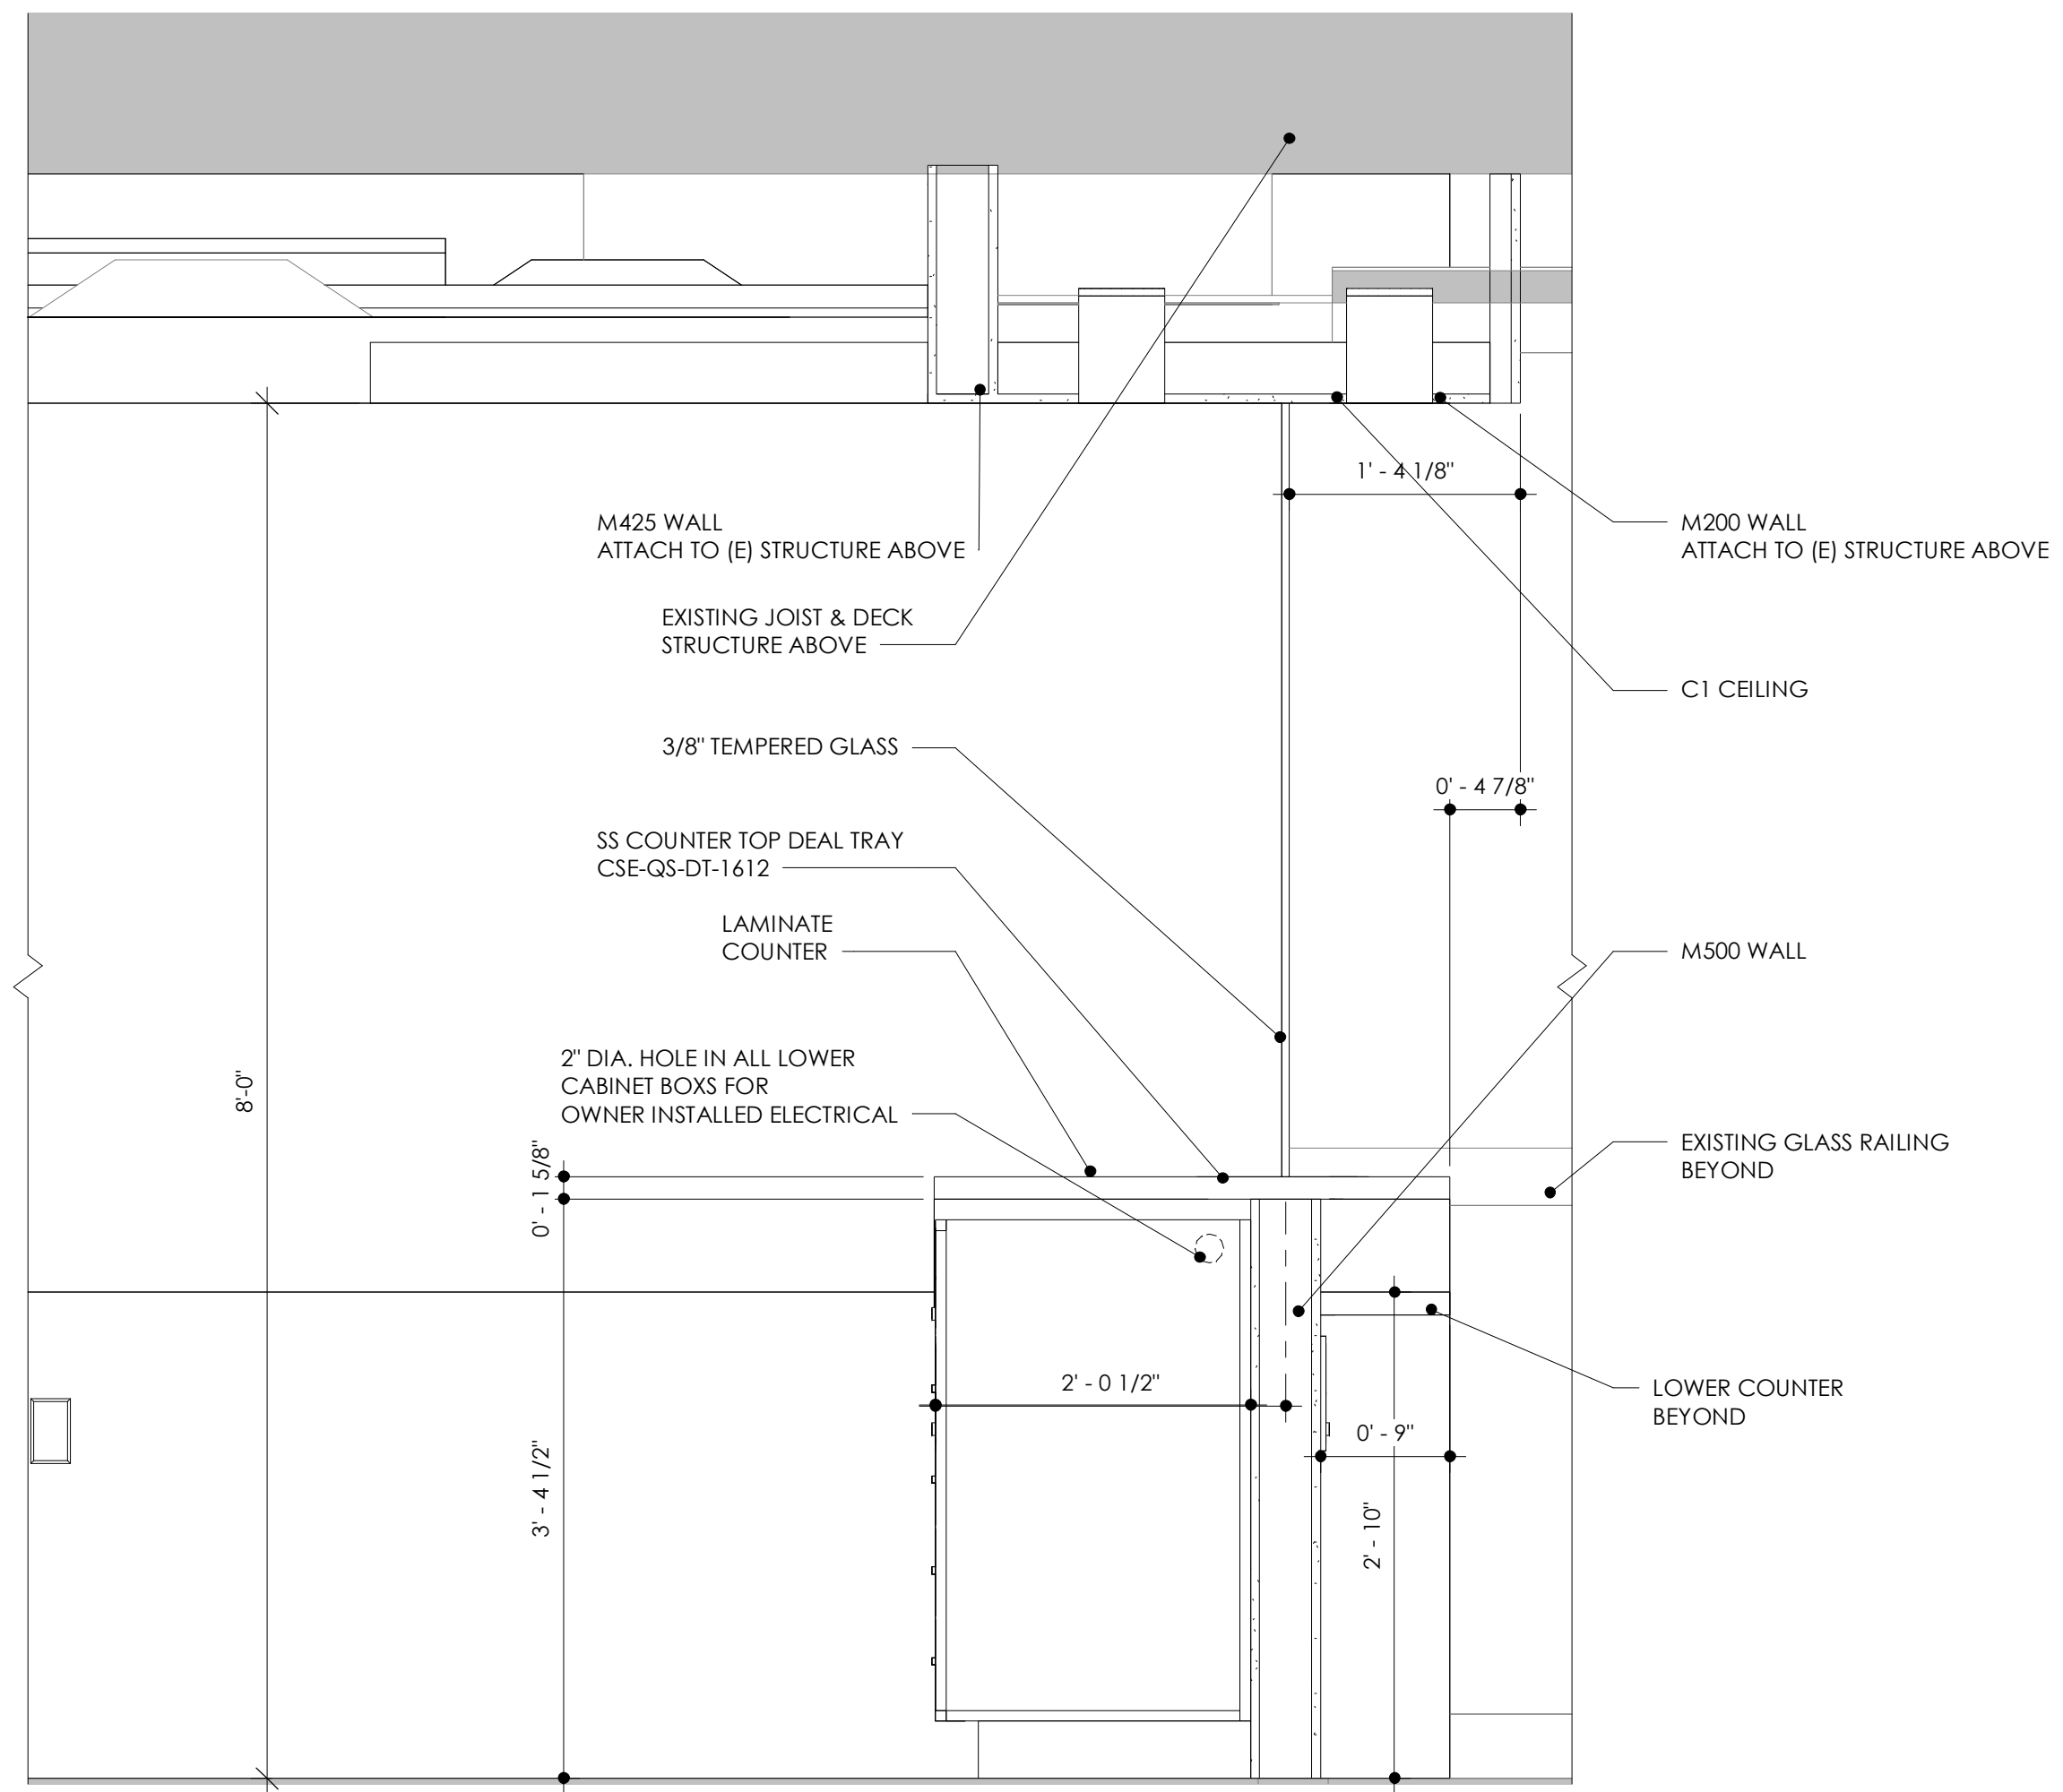 1' - 4 1/8"
M425 WALL
ATTACH TO (E) STRUCTURE ABOVE
M200 WALL
ATTACH TO (E) STRUCTURE ABOVE
EXISTING JOIST & DECK
STRUCTURE ABOVE
C1 CEILING
3/8" TEMPERED GLASS
0' - 4 7/8"
SS COUNTER TOP DEAL TRAY
CSE-QS-DT-1612
LAMINATE
COUNTER
M500 WALL
2" DIA. HOLE IN ALL LOWER
CABINET BOXS FOR
OWNER INSTALLED ELECTRICAL
8'-0"
EXISTING GLASS RAILING
BEYOND
0' - 1 5/8"
2' - 0 1/2"
LOWER COUNTER
BEYOND
0' - 9"
3' - 4 1/2"
2' - 10"